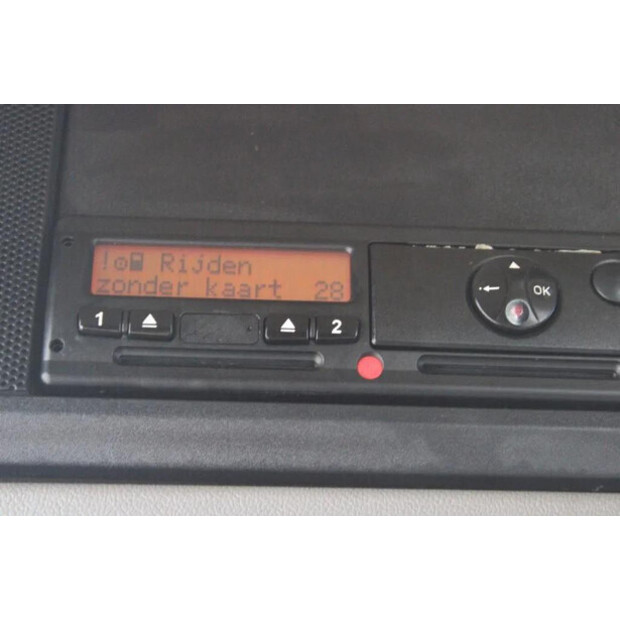 ! Rijden
zonder kaart 28
1 2
OK